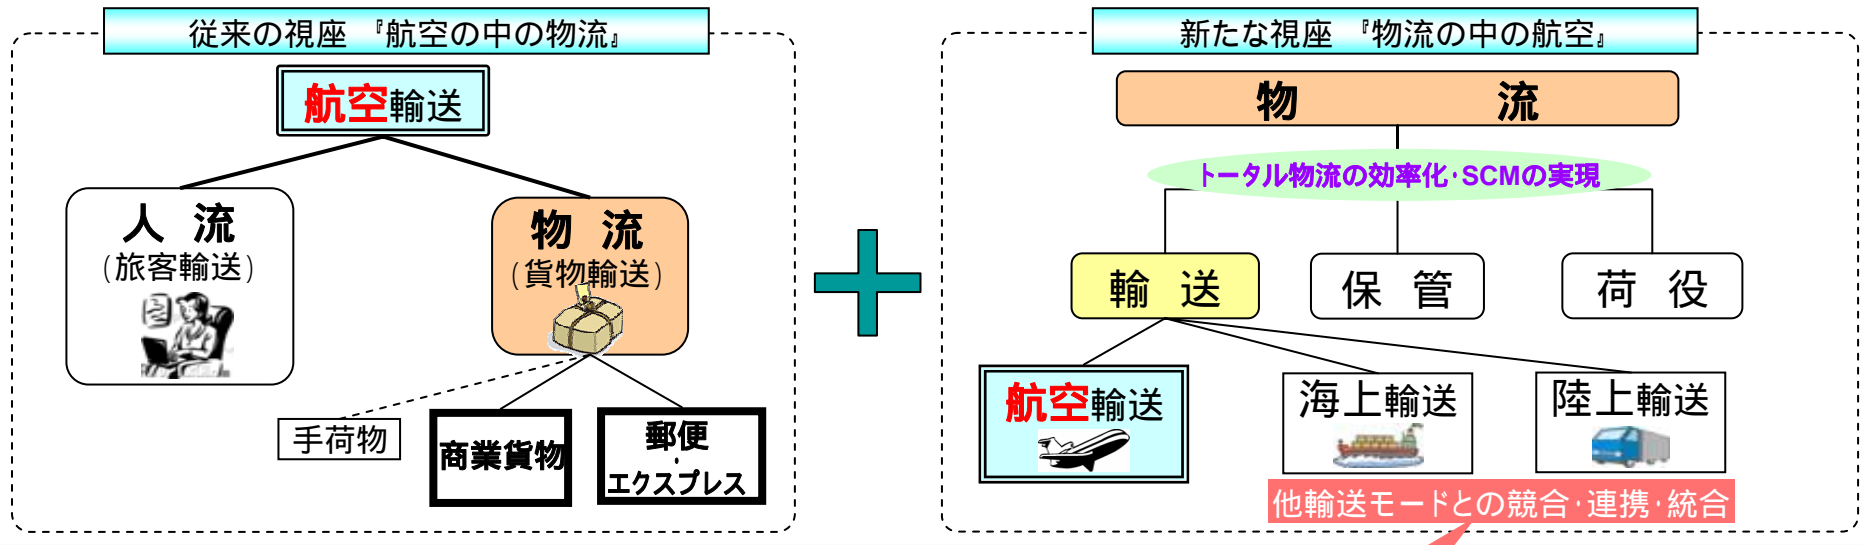 従来の視座 『航空の中の物流』
航空輸送
人 流
(旅客輸送)
物 流
(貨物輸送)
手荷物
商業貨物
郵便
・
エクスプレス
新たな視座 『物流の中の航空』
物 流
トータル物流の効率化・SCMの実現
輸 送
保 管
荷 役
航空輸送
海上輸送
陸上輸送
他輸送モードとの競合・連携・統合